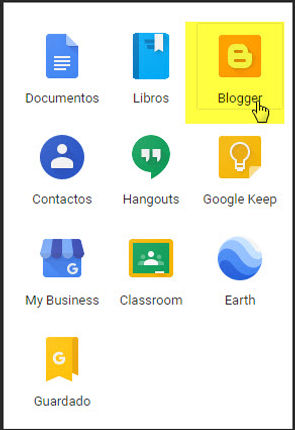 Documentos Libros Blogger
Contactos Hangouts Google Keep
My Business Classroom Earth
Guardado